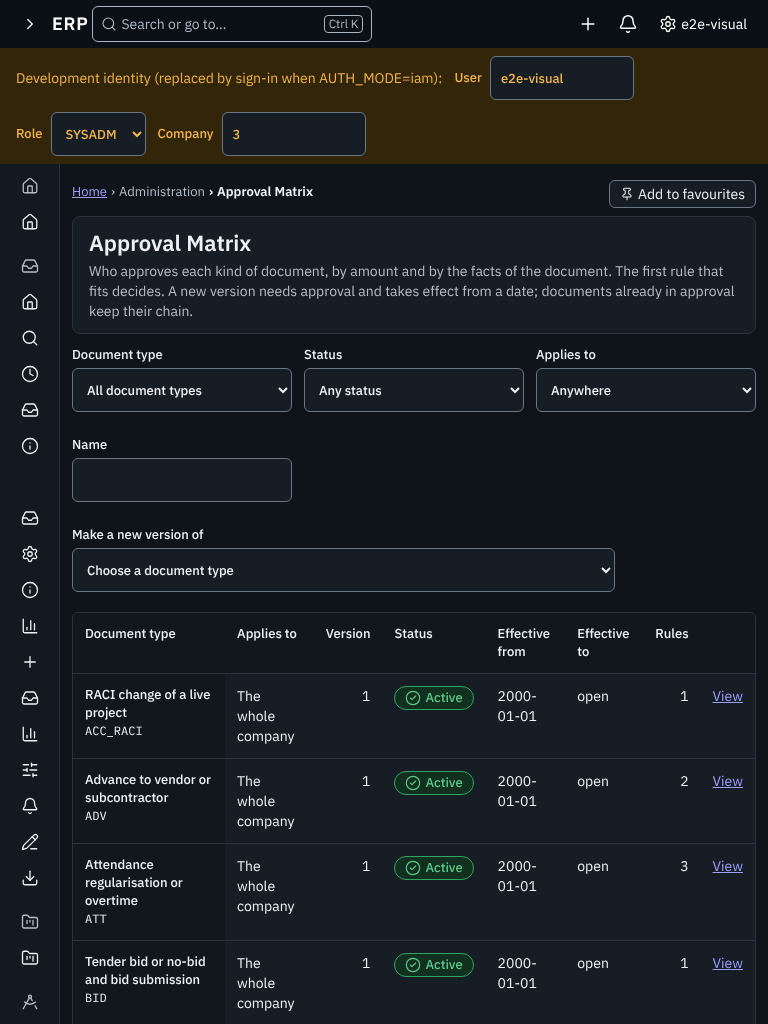 ERP
Search or go to...
Ctrl K
e2e-visual
Development identity (replaced by sign-in when AUTH_MODE=iam):
User
e2e-visual
Role
SYSADM
Company
3
Home › Administration › Approval Matrix
Add to favourites
Approval Matrix
Who approves each kind of document, by amount and by the facts of the document. The first rule that
fits decides. A new version needs approval and takes effect from a date; documents already in approval
keep their chain.
Document type
Status
Applies to
All document types
Any status
Anywhere
Name
Make a new version of
Choose a document type
Document type
Applies to
Version
Status
Effective
from
Effective
to
Rules
RACI change of a live
project
ACC_RACI
The
whole
company
1
Active
2000-
01-01
open
1
View
Advance to vendor or
subcontractor
ADV
The
whole
company
1
Active
2000-
01-01
open
2
View
Attendance
regularisation or
overtime
ATT
The
whole
company
1
Active
2000-
01-01
open
3
View
Tender bid or no-bid
and bid submission
BID
The
whole
company
1
Active
2000-
01-01
open
1
View